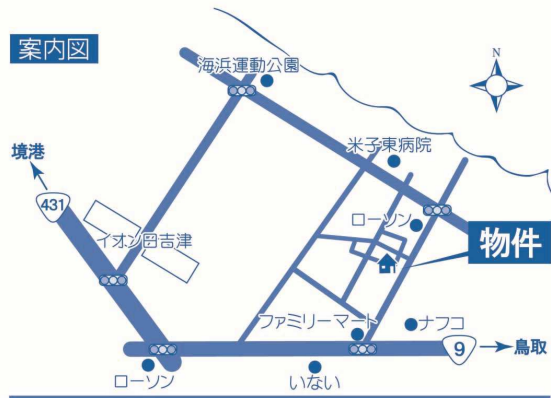 案内図
N
海浜運動公園
境港
米子東病院
431
ローソン
イオン日吉津
物件
ファミリーマート
ナフコ
9
鳥取
ローソン
いない